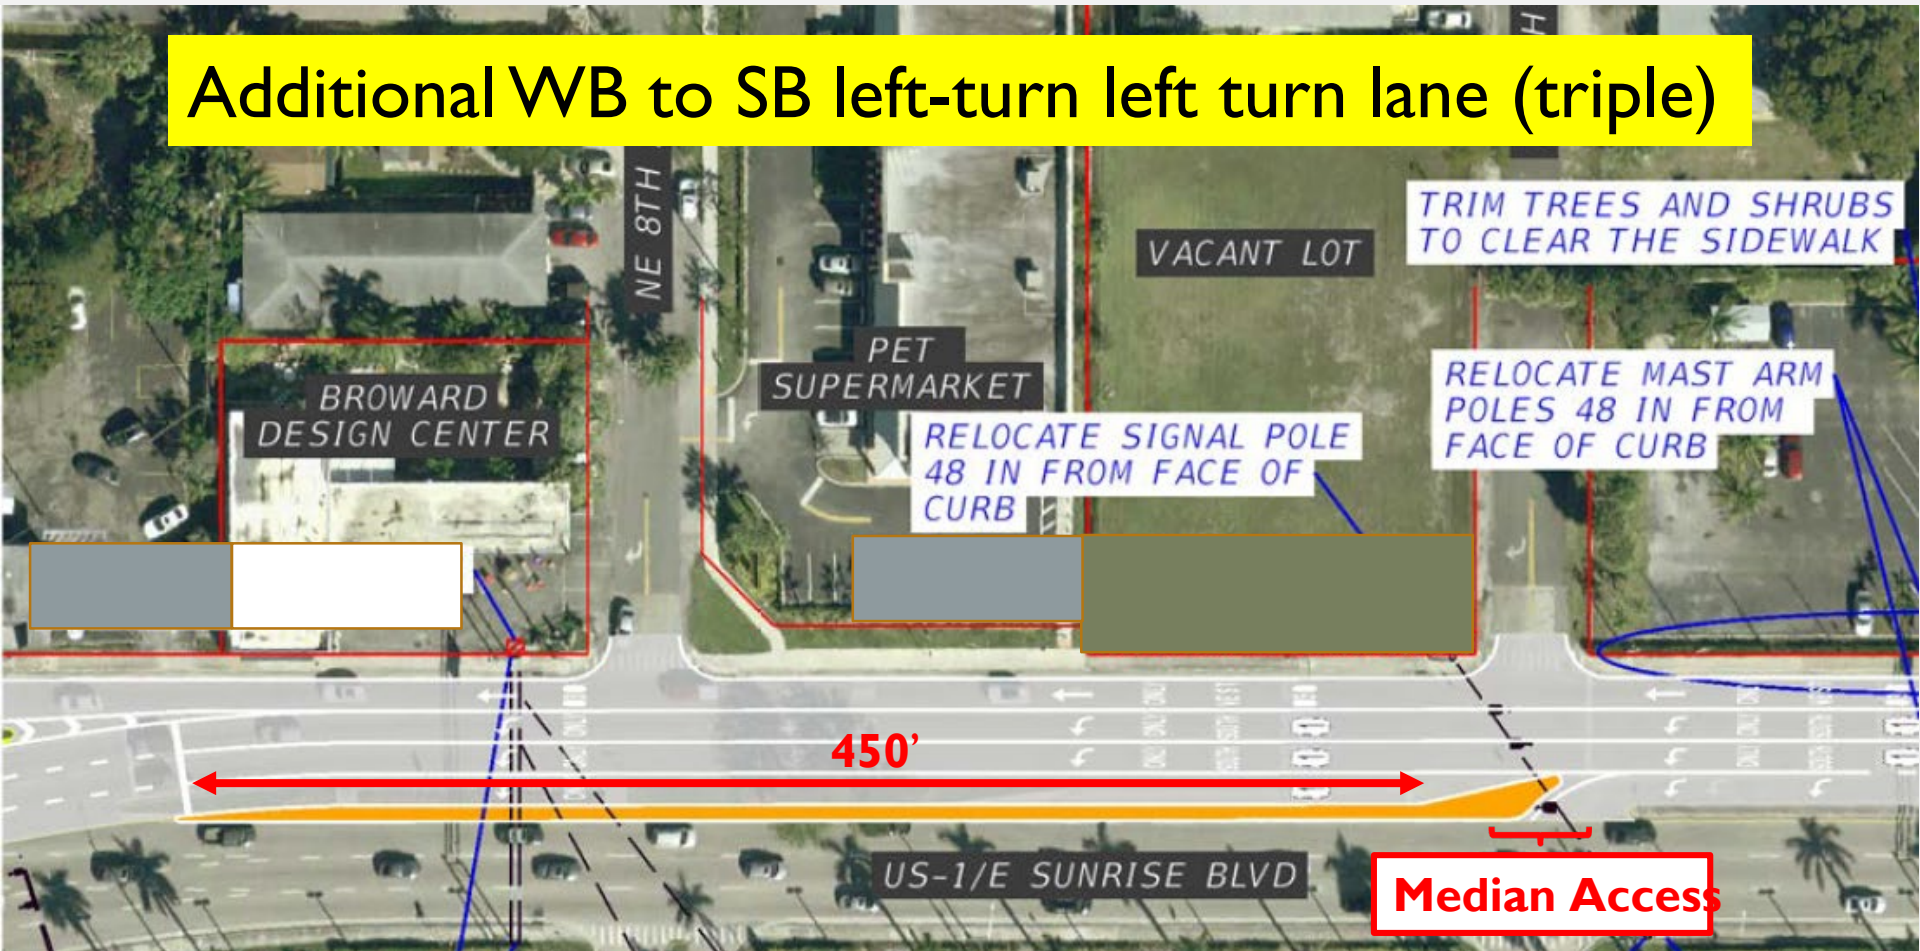 Additional WB to SB left-turn left turn lane (triple)
H
NE 8TH
TRIM TREES AND SHRUBS
TO CLEAR THE SIDEWALK
VACANT LOT
PET
SUPERMARKET
RELOCATE MAST ARM
POLES 48 IN FROM
FACE OF CURB
BROWARD
DESIGN CENTER
RELOCATE SIGNAL POLE
48 IN FROM FACE OF
CURB
450’
US-1/E SUNRISE BLVD
Median Access